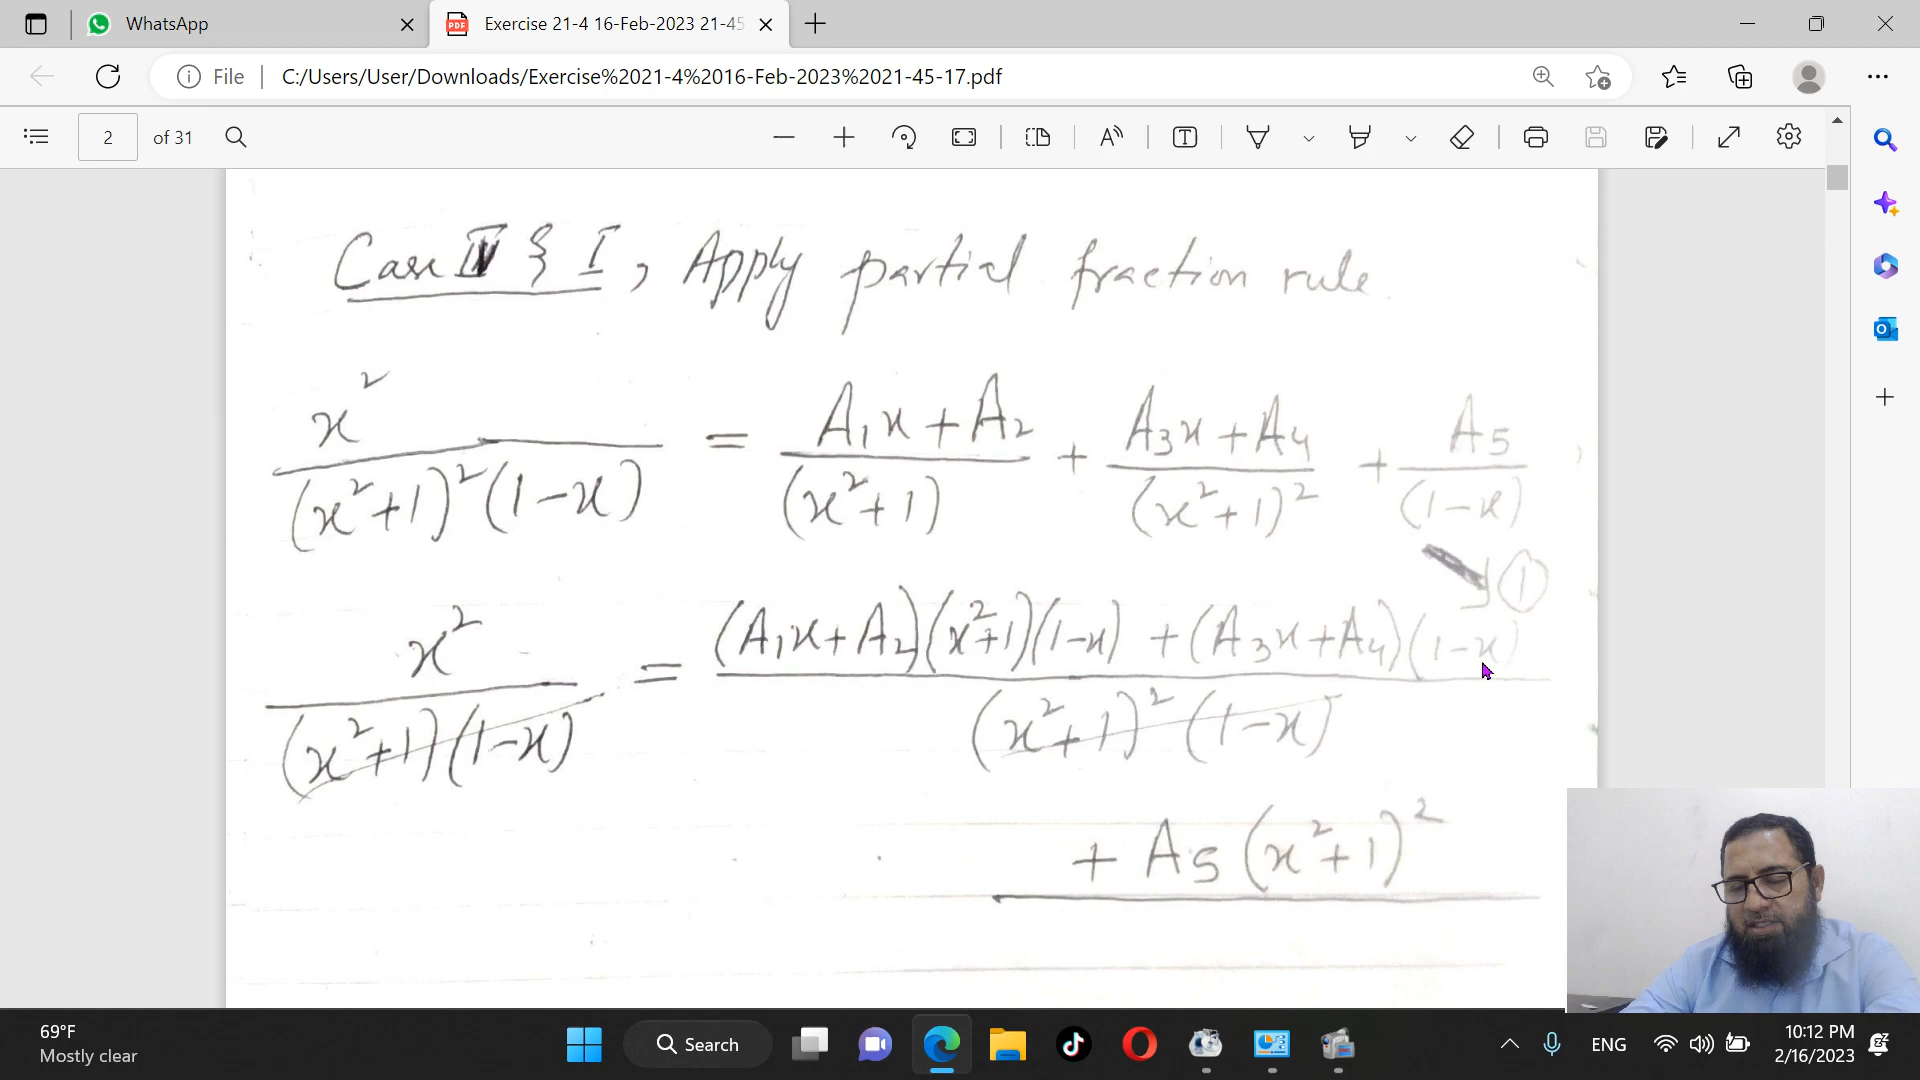 WhatsApp
Exercise 21-4 16-Feb-2023 21-45
File
C:/Users/User/Downloads/Exercise%2021-4%2016-Feb-2023%2021-45-17.pdf
2 of 31
Case IV & I, Apply partial fraction rule
x² / (x²+1)²(1-x) = A₁x+A₂ / (x²+1) + A₃x+A₄ / (x²+1)² + A₅ / (1-x)
①
x² / (x²+1)(1-x) = (A₁x+A₂)(x²+1)(1-x) + (A₃x+A₄)(1-x) / (x²+1)²(1-x)
+ A₅(x²+1)²
69°F
Mostly clear
Search
ENG
10:12 PM
2/16/2023